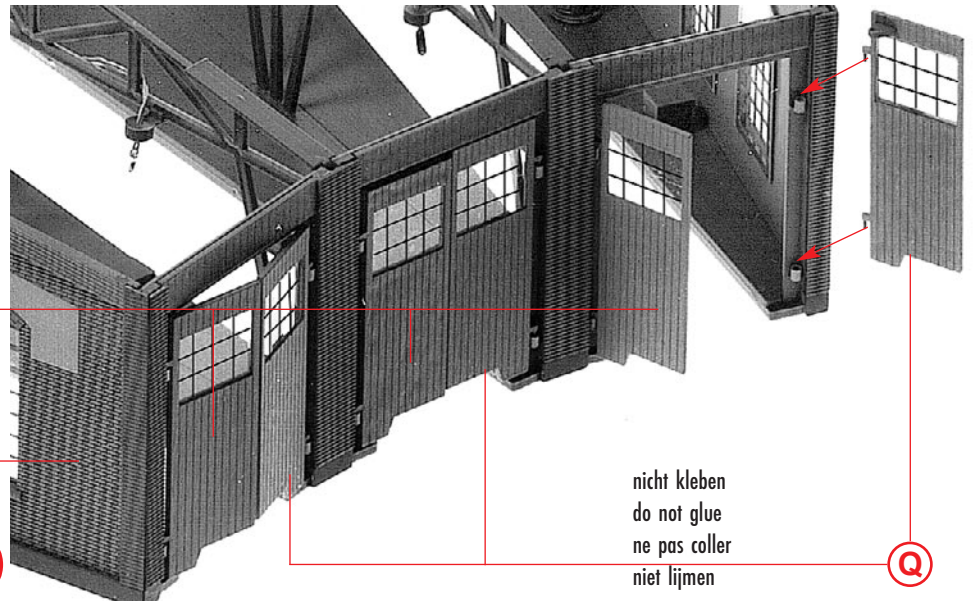 nicht kleben
do not glue
ne pas coller
niet lijmen
Q